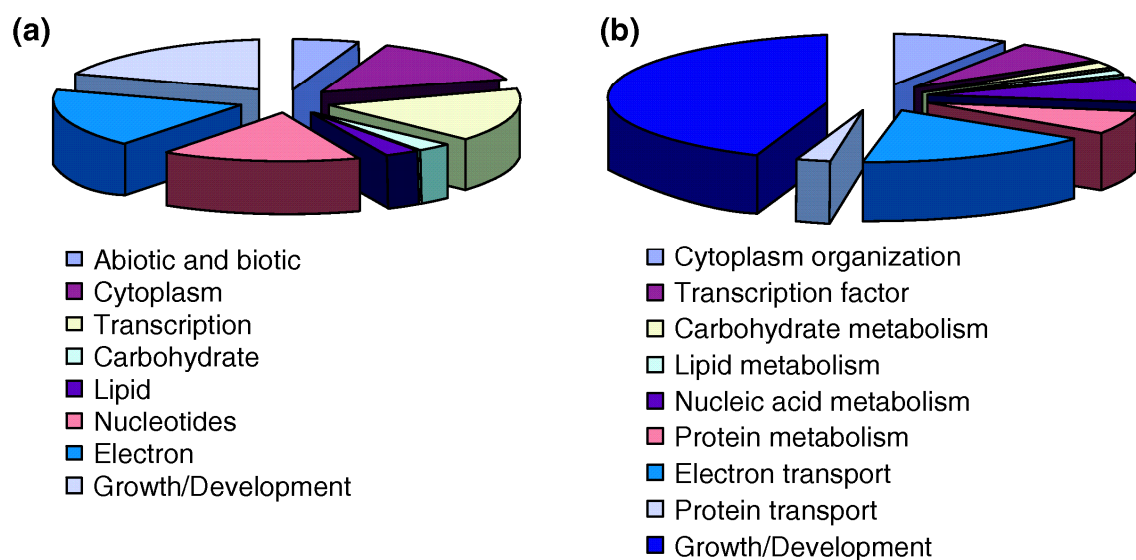 (a)
Abiotic and biotic
Cytoplasm
Transcription
Carbohydrate
Lipid
Nucleotides
Electron
Growth/Development
(b)
Cytoplasm organization
Transcription factor
Carbohydrate metabolism
Lipid metabolism
Nucleic acid metabolism
Protein metabolism
Electron transport
Protein transport
Growth/Development